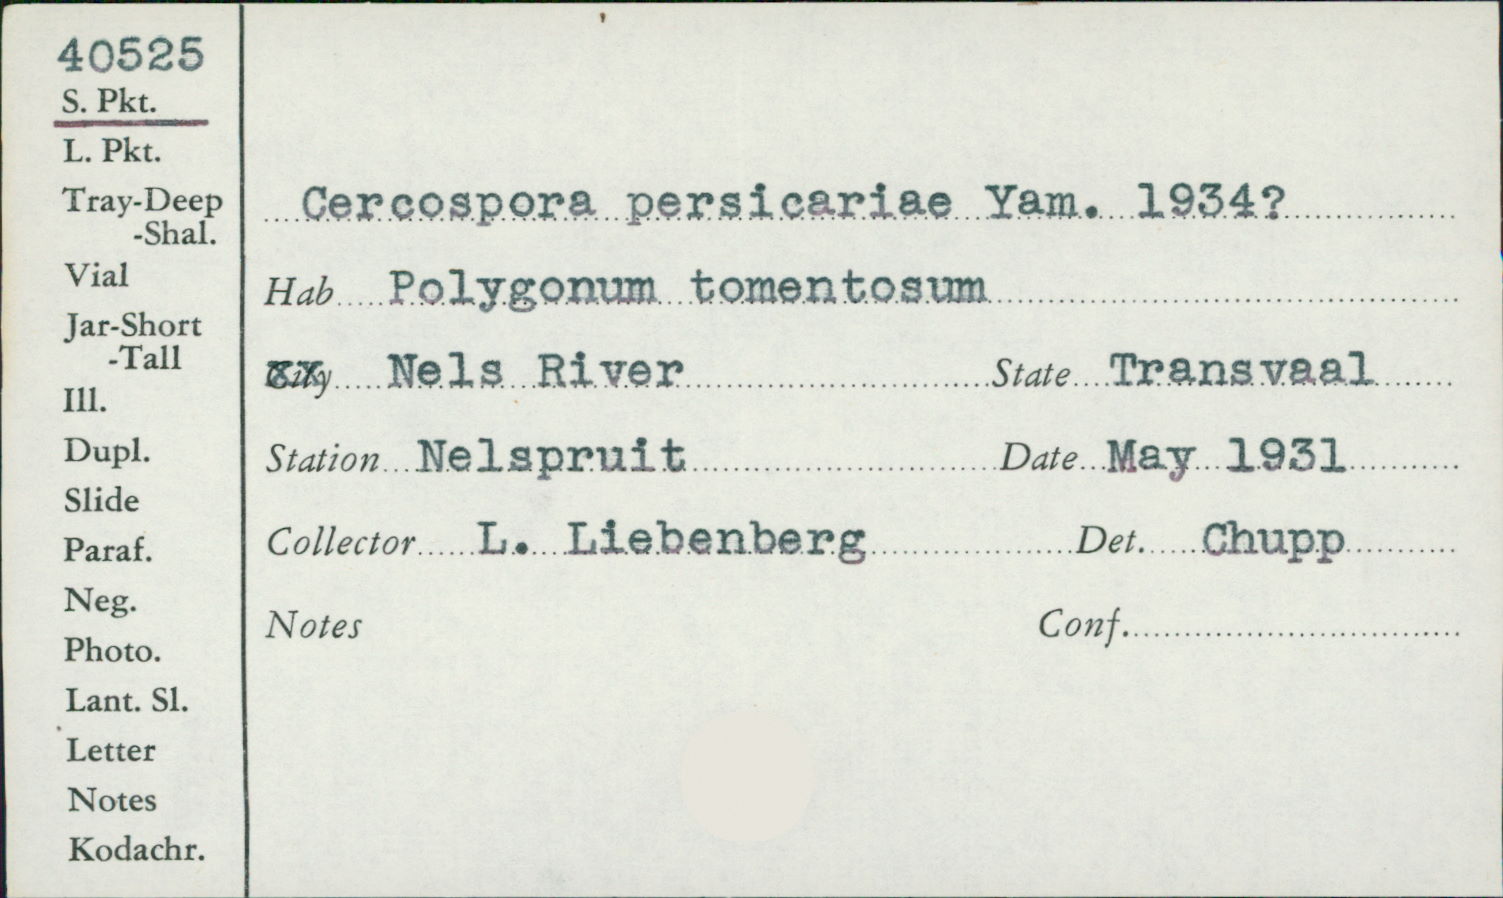 40525
S. Pkt.
L. Pkt.
Tray-Deep
-Shal.
Vial
Jar-Short
-Tall
Ill.
Dupl.
Slide
Paraf.
Neg.
Photo.
Lant. Sl.
Letter
Notes
Kodachr.
Cercospora persicariae Yam. 1934?
Hab Polygonum tomentosum
Nels River State Transvaal
Station Nelspruit Date May 1931
Collector L. Liebenberg Det. Chupp
Notes Conf.